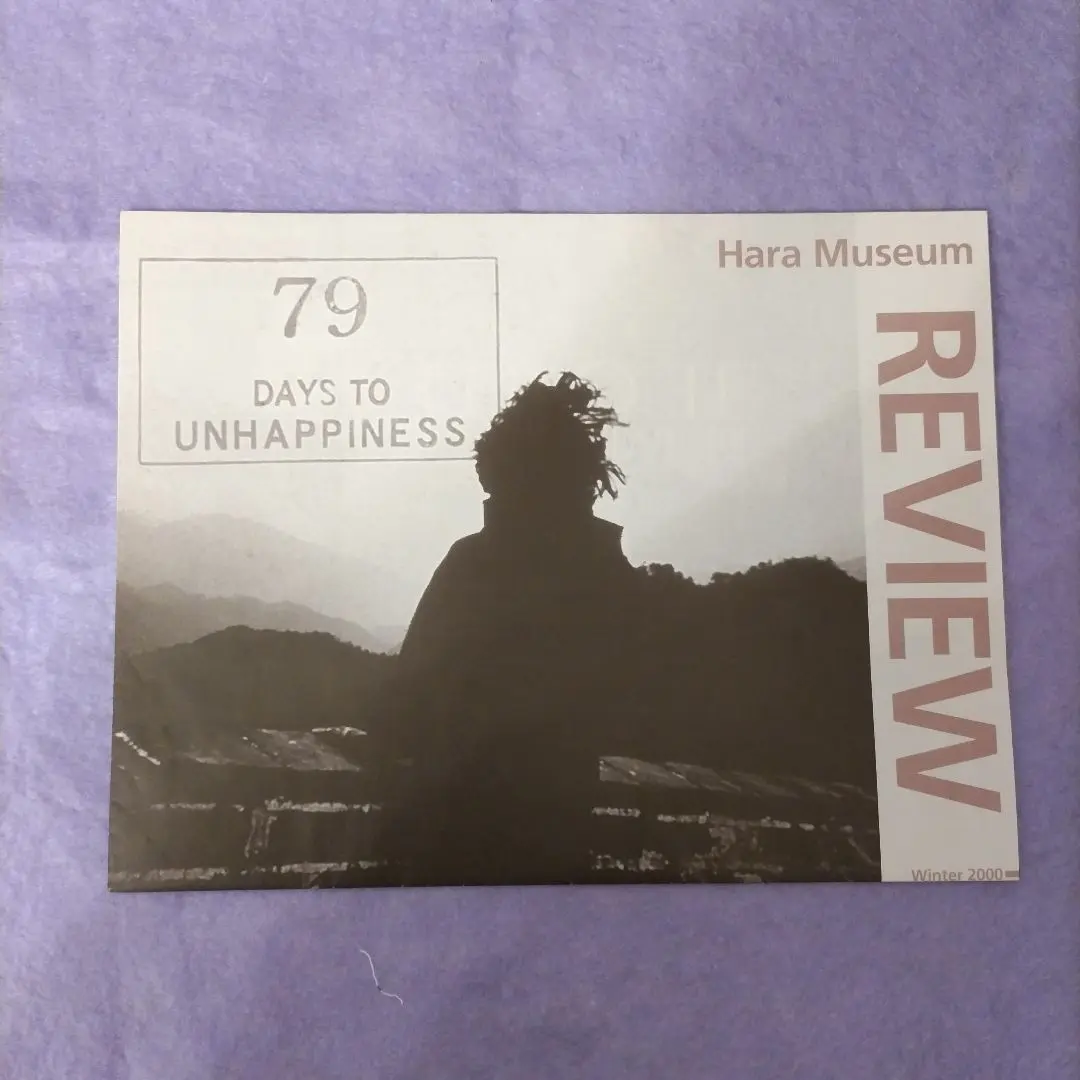 79
DAYS TO
UNHAPPINESS
Hara Museum
REVIEW
Winter 2000